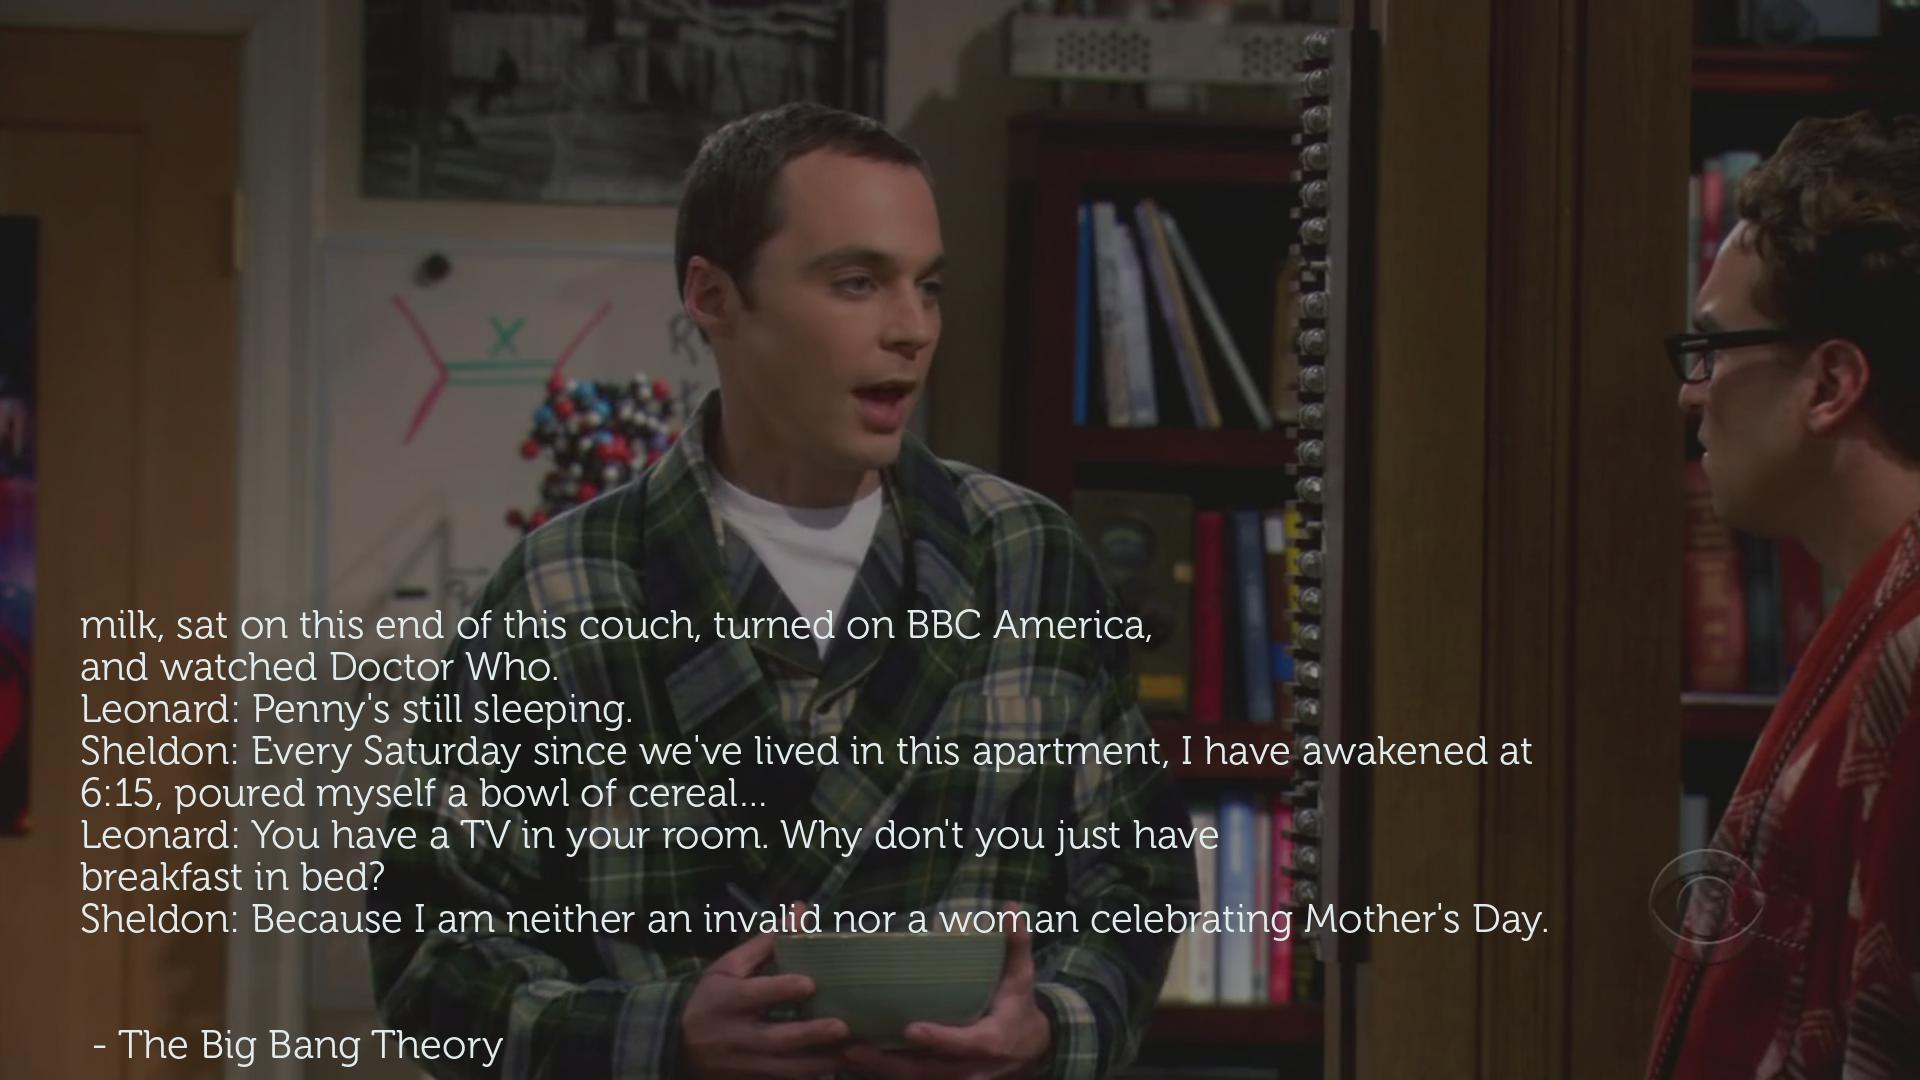 milk, sat on this end of this couch, turned on BBC America,
and watched Doctor Who.
Leonard: Penny's still sleeping.
Sheldon: Every Saturday since we've lived in this apartment, I have awakened at
6:15, poured myself a bowl of cereal...
Leonard: You have a TV in your room. Why don't you just have
breakfast in bed?
Sheldon: Because I am neither an invalid nor a woman celebrating Mother's Day.
- The Big Bang Theory